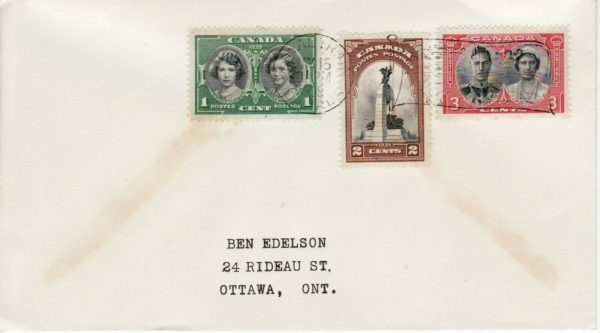 CANADA
1939
1 1
POSTES POSTAGE
CENT
CANADA
POSTES POSTAGE
2 1939 2
CENTS
CANADA
3 3
CENTS
BEN EDELSON
24 RIDEAU ST.
OTTAWA, ONT.